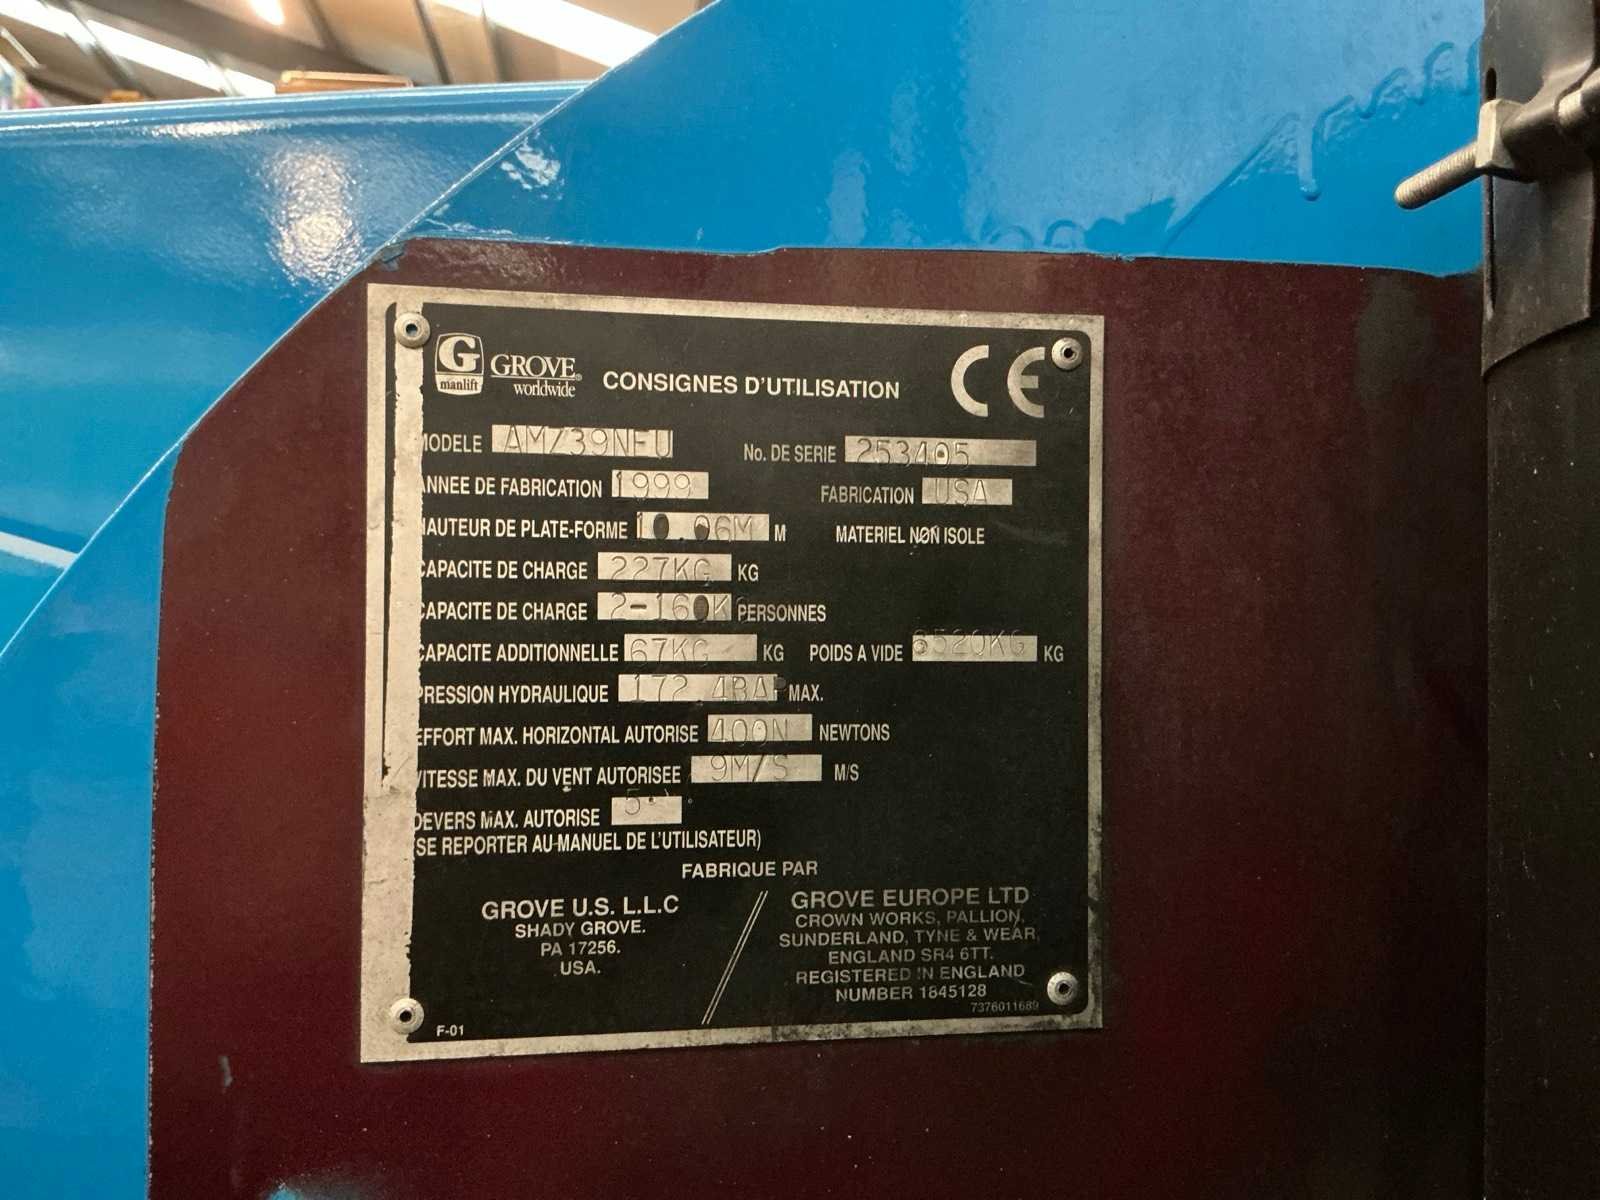 G manlift GROVE worldwide CONSIGNES D'UTILISATION CE
MODELE AMZ39NEU No. DE SERIE 253405
ANNEE DE FABRICATION 1999 FABRICATION USA
HAUTEUR DE PLATE-FORME 10.06M M MATERIEL NON ISOLE
CAPACITE DE CHARGE 227KG KG
CAPACITE DE CHARGE 2-160K PERSONNES
CAPACITE ADDITIONNELLE 67KG KG POIDS A VIDE 6520KG KG
PRESSION HYDRAULIQUE 172.4BAR MAX.
EFFORT MAX. HORIZONTAL AUTORISE 400N NEWTONS
VITESSE MAX. DU VENT AUTORISEE 9M/S M/S
DEVERS MAX. AUTORISE 5° °
(SE REPORTER AU MANUEL DE L'UTILISATEUR)
FABRIQUE PAR
GROVE U.S. L.L.C
SHADY GROVE.
PA 17256.
USA.
GROVE EUROPE LTD
CROWN WORKS, PALLION,
SUNDERLAND, TYNE & WEAR,
ENGLAND SR4 6TT.
REGISTERED IN ENGLAND
NUMBER 1845128
7376011689
F-01